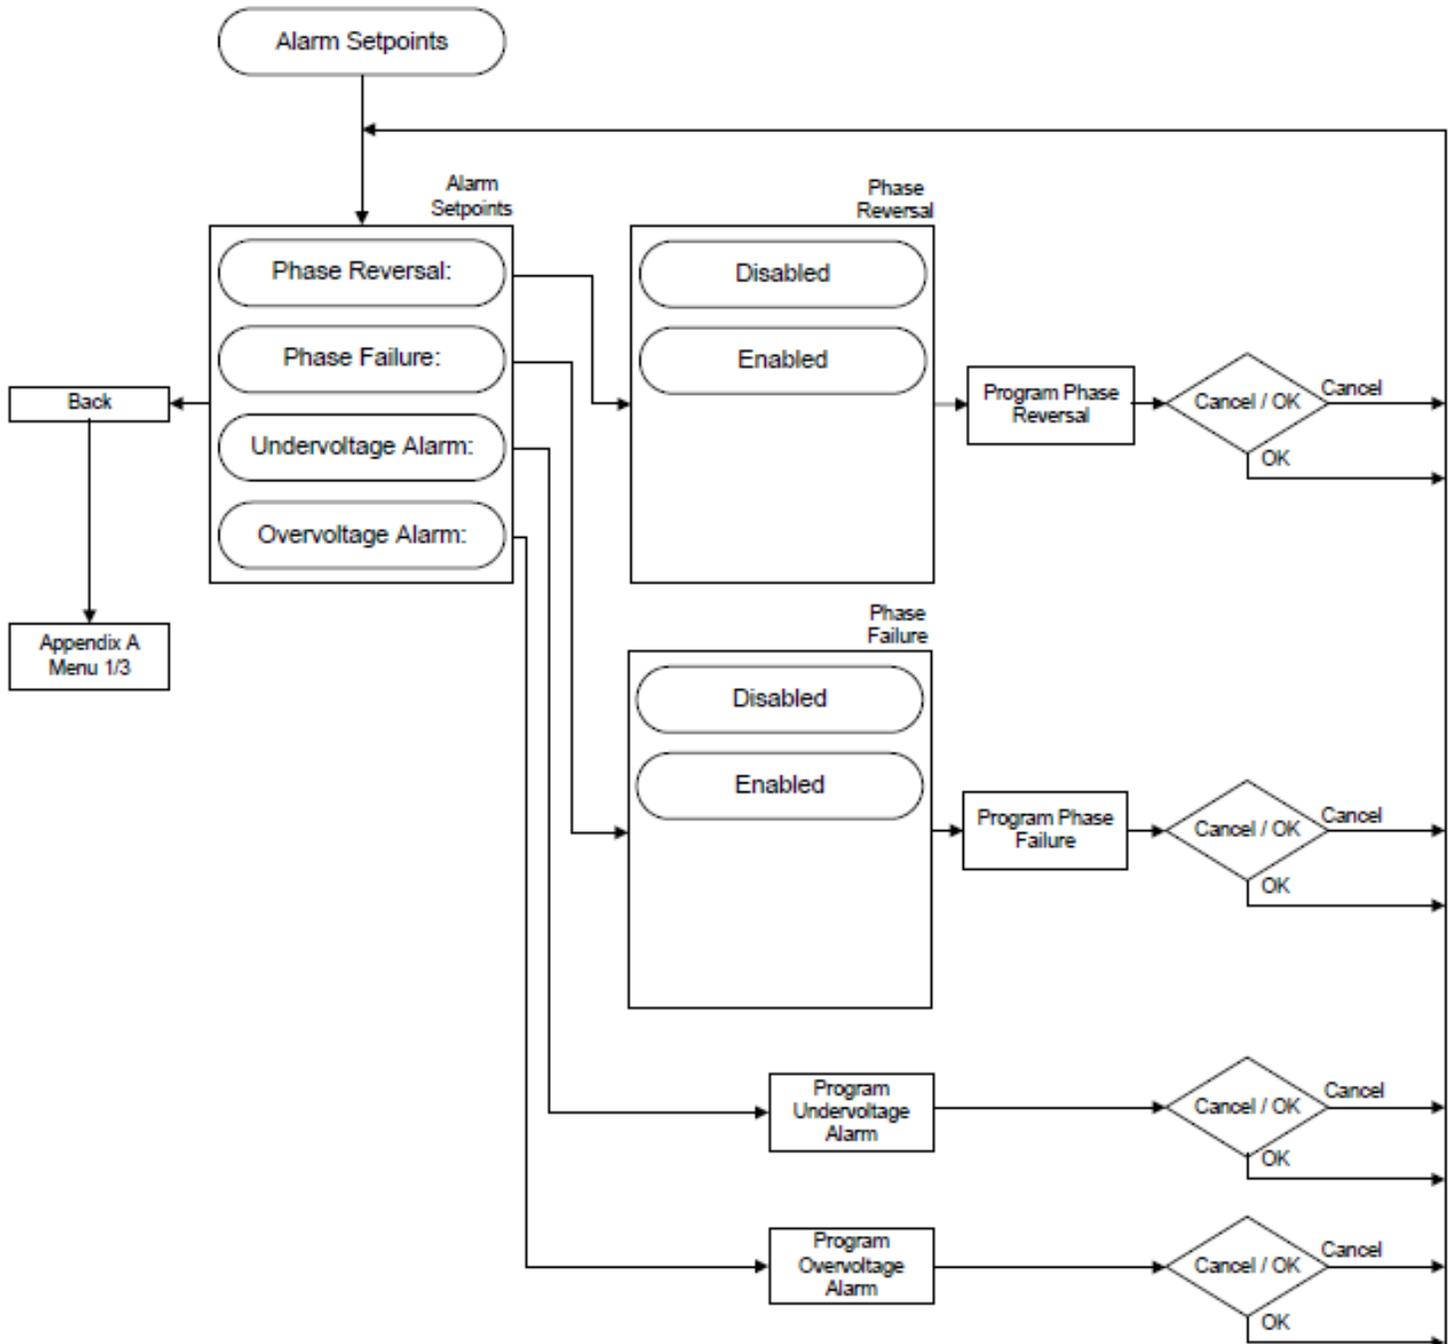 Alarm Setpoints
Alarm
Setpoints
Phase Reversal:
Phase Failure:
Undervoltage Alarm:
Overvoltage Alarm:
Back
Appendix A
Menu 1/3
Phase
Reversal
Disabled
Enabled
Program Phase
Reversal
Cancel / OK
Cancel
OK
Phase
Failure
Disabled
Enabled
Program Phase
Failure
Cancel / OK
Cancel
OK
Program
Undervoltage
Alarm
Cancel / OK
Cancel
OK
Program
Overvoltage
Alarm
Cancel / OK
Cancel
OK